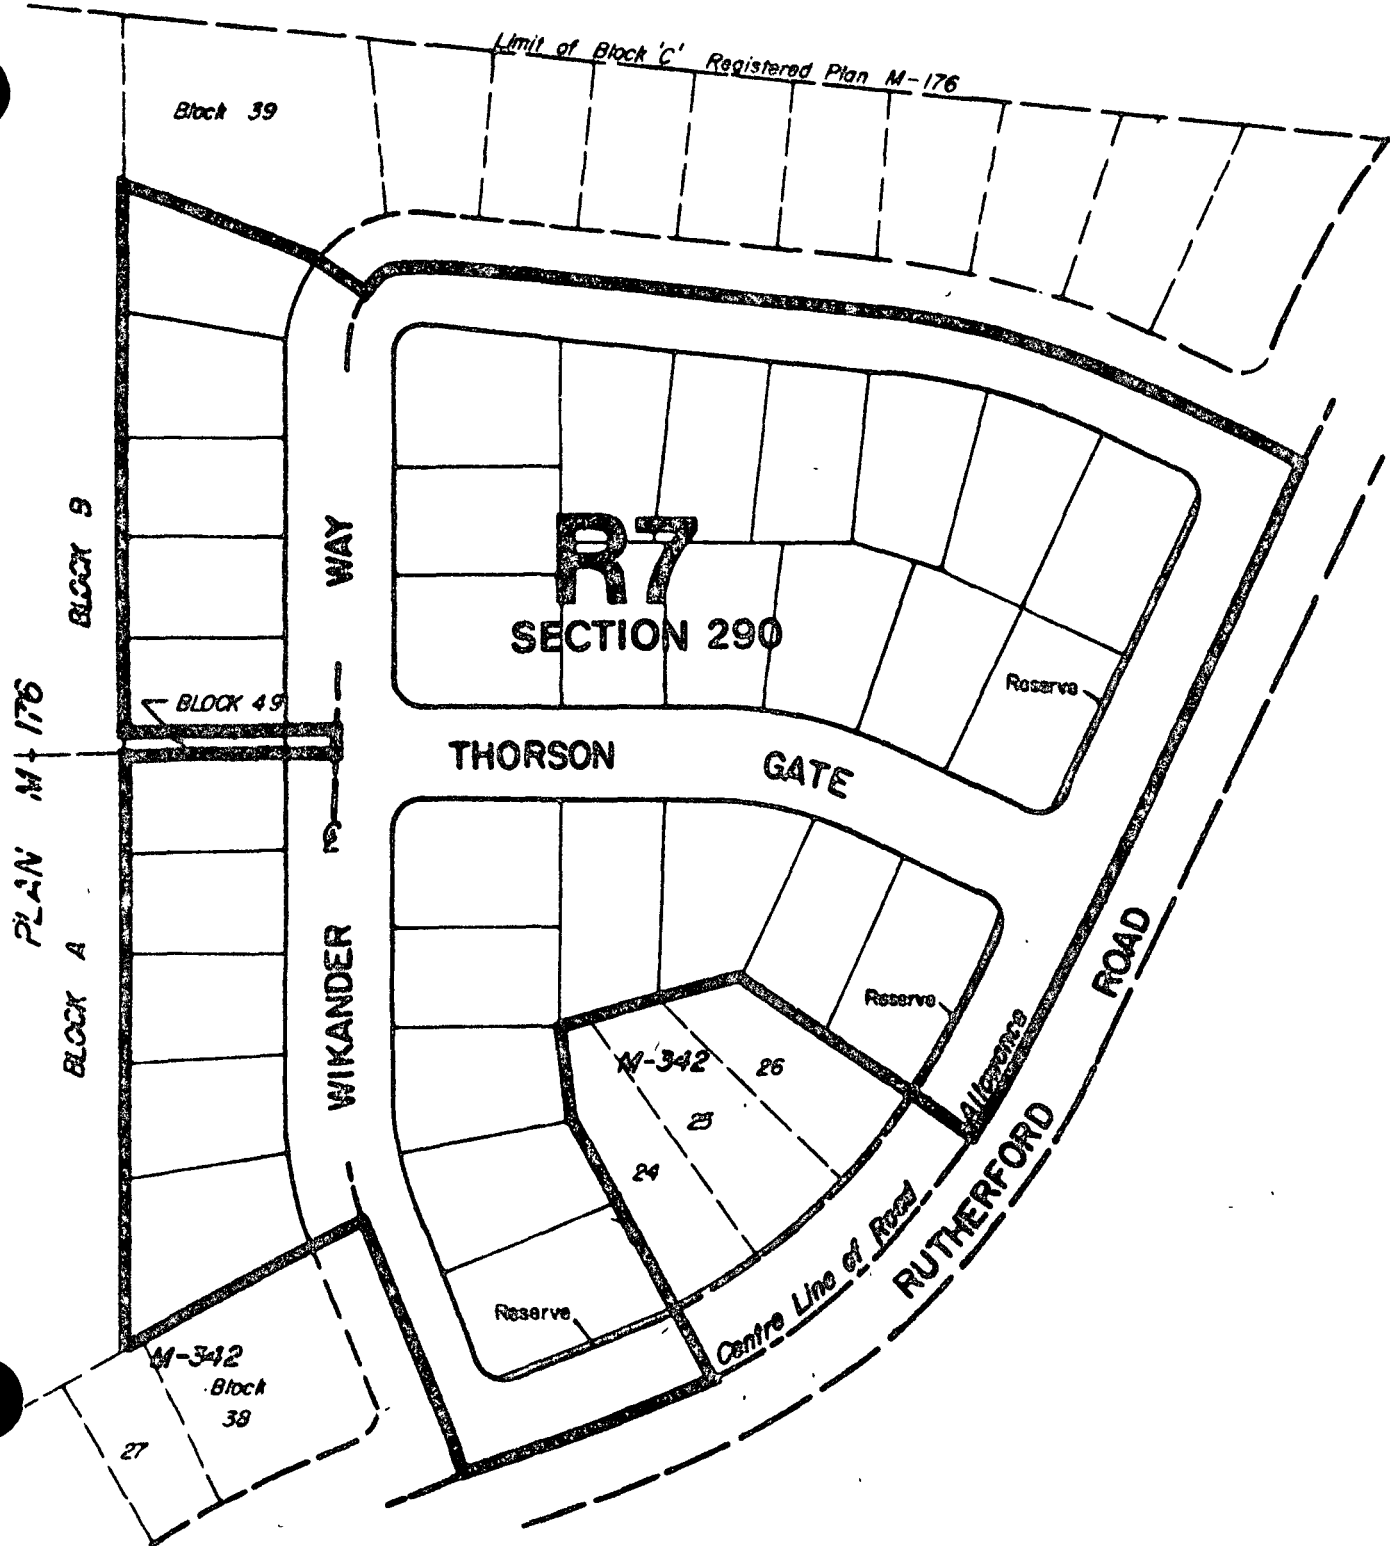 Limit of Block 'C' Registered Plan M-176
Block 39
BLOCK B
WAY
R7
SECTION 290
Reserve
PLAN M-176
BLOCK 49
THORSON GATE
BLOCK A
WIKANDER
ROAD
Reserve
M-342
26
25
24
Allowance
RUTHERFORD
Centre Line of Road
Reserve
M-342
Block
38
27